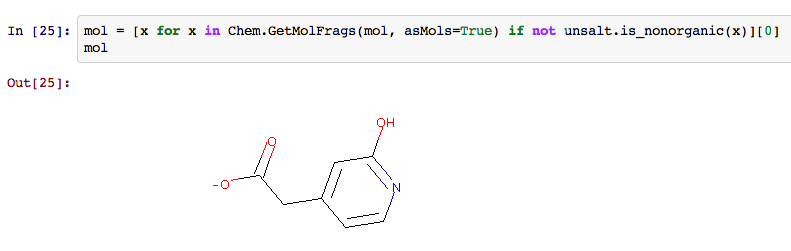 In [25]: mol = [x for x in Chem.GetMolFrags(mol, asMols=True) if not unsalt.is_nonorganic(x)][0]
mol
Out[25]:
OH
O
-O
N